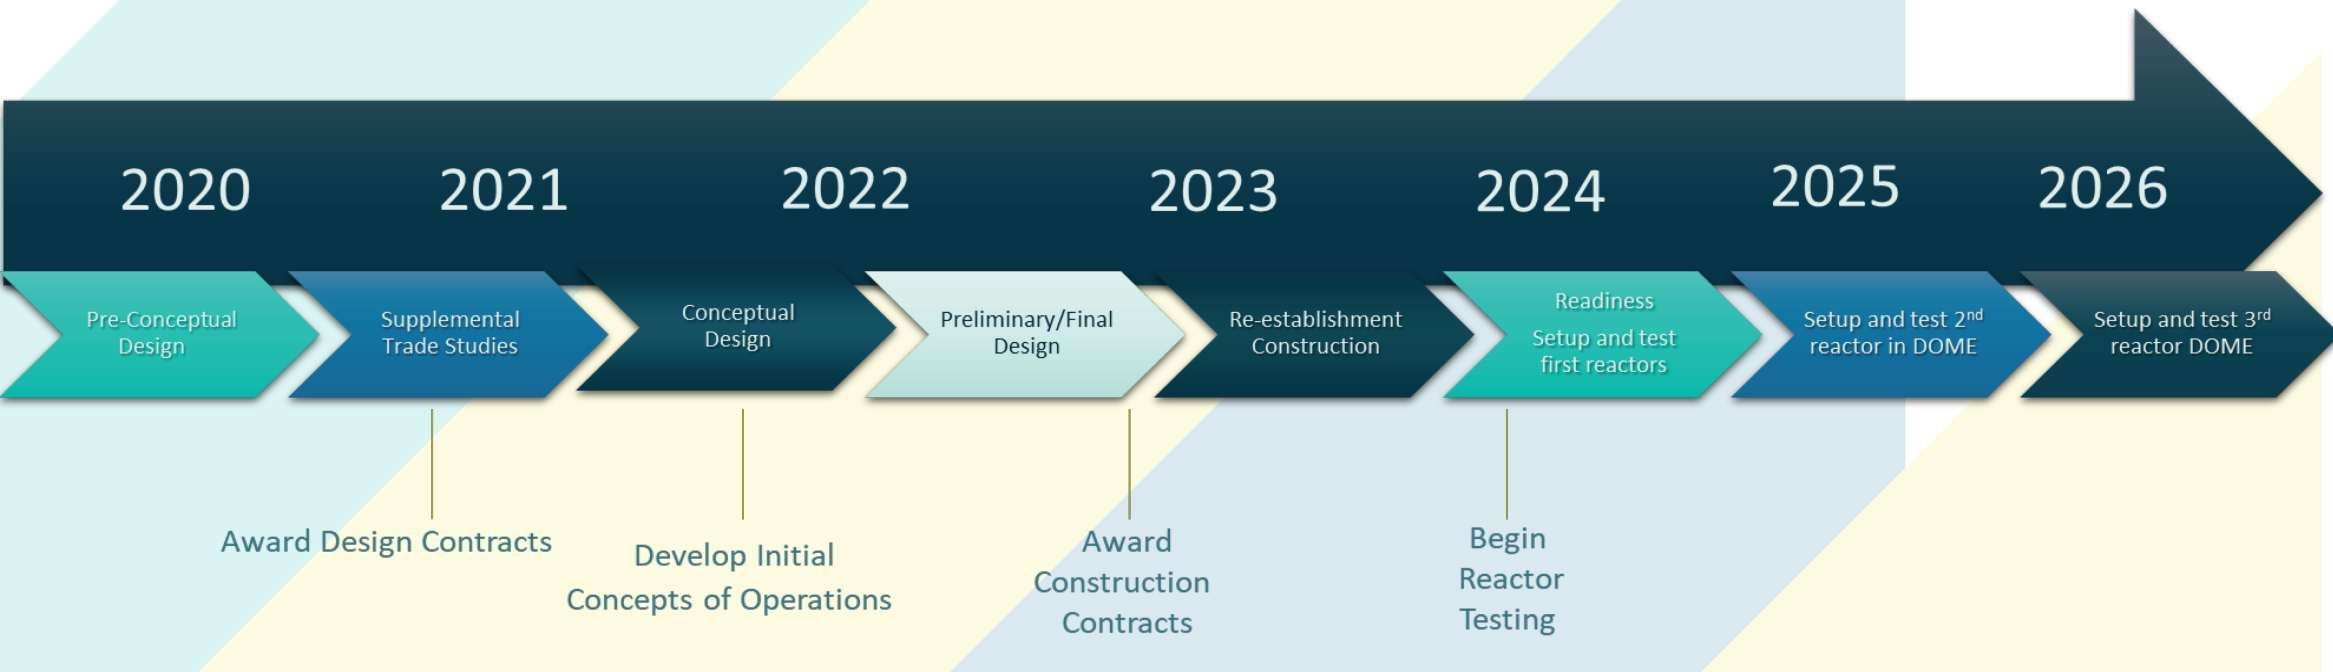 2020 2021 2022 2023 2024 2025 2026
Pre-Conceptual
Design
Supplemental
Trade Studies
Conceptual
Design
Preliminary/Final
Design
Re-establishment
Construction
Readiness
Setup and test
first reactors
Setup and test 2nd
reactor in DOME
Setup and test 3rd
reactor DOME
Award Design Contracts
Develop Initial
Concepts of Operations
Award
Construction
Contracts
Begin
Reactor
Testing